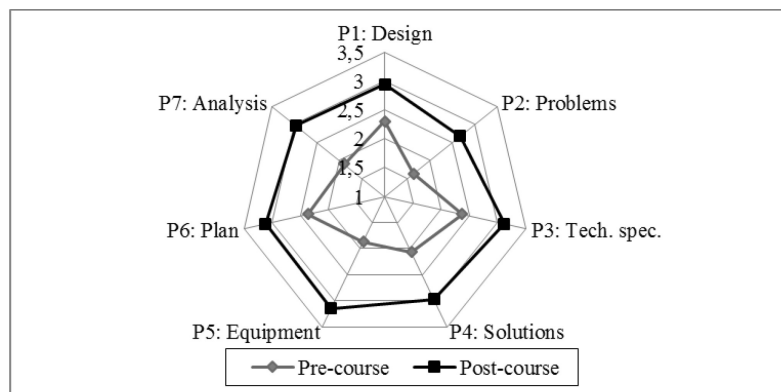 P1: Design
3,5
3
2,5
2
1,5
1
P2: Problems
P3: Tech. spec.
P4: Solutions
P5: Equipment
P6: Plan
P7: Analysis
Pre-course
Post-course